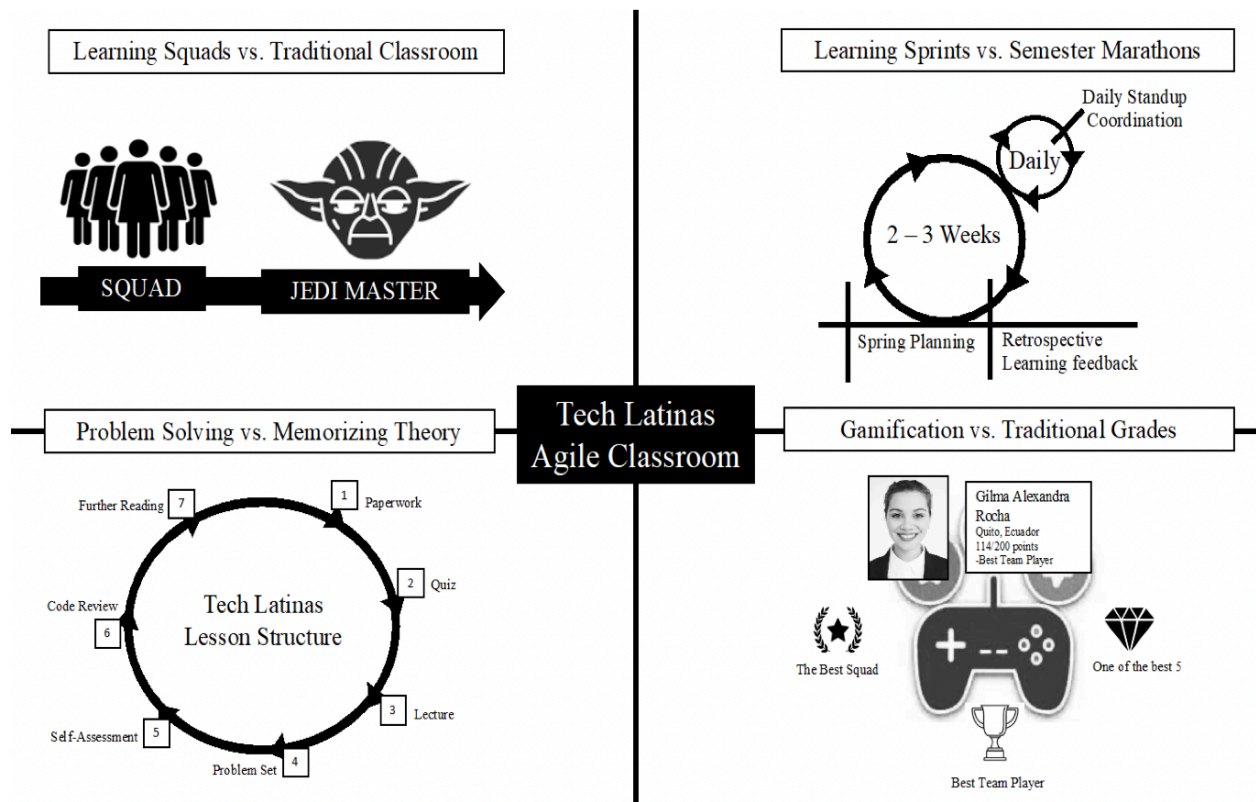 Learning Squads vs. Traditional Classroom
SQUAD
JEDI MASTER
Learning Sprints vs. Semester Marathons
Daily Standup
Coordination
Daily
2 – 3 Weeks
Spring Planning
Retrospective
Learning feedback
Tech Latinas
Agile Classroom
Problem Solving vs. Memorizing Theory
1
Paperwork
2
Quiz
3
Lecture
4
Problem Set
5
Self-Assessment
6
Code Review
7
Further Reading
Tech Latinas
Lesson Structure
Gamification vs. Traditional Grades
Gilma Alexandra
Rocha
Quito, Ecuador
114/200 points
-Best Team Player
The Best Squad
One of the best 5
Best Team Player